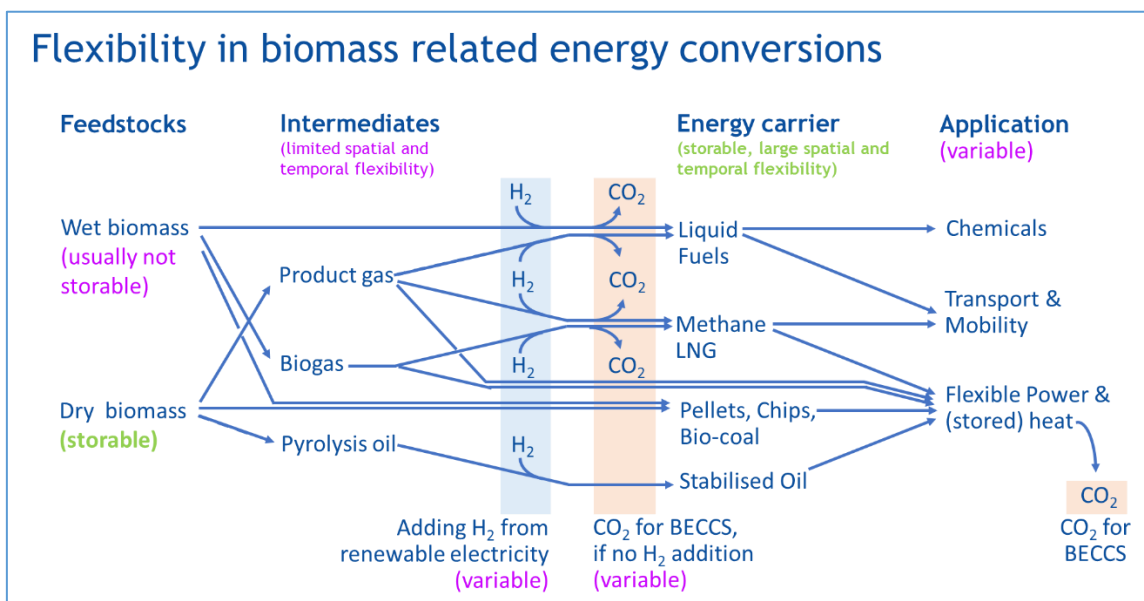 Flexibility in biomass related energy conversions
Feedstocks
Intermediates
(limited spatial and
temporal flexibility)
Energy carrier
(storable, large spatial and
temporal flexibility)
Application
(variable)
H₂
CO₂
Wet biomass
(usually not
storable)
Liquid
Fuels
Chemicals
Product gas
H₂
CO₂
Transport &
Mobility
Methane
LNG
Biogas
H₂
CO₂
Dry biomass
(storable)
Pellets, Chips,
Bio-coal
Flexible Power &
(stored) heat
Pyrolysis oil
H₂
Stabilised Oil
CO₂
CO₂ for
BECCS
Adding H₂ from
renewable electricity
(variable)
CO₂ for BECCS,
if no H₂ addition
(variable)